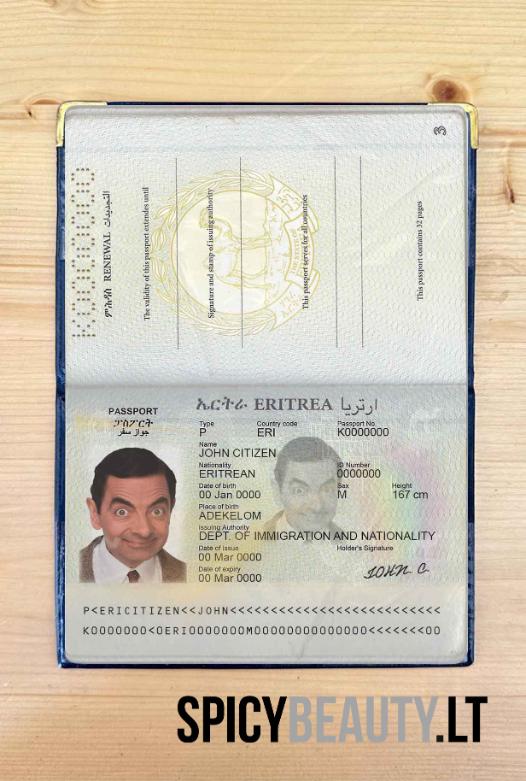 RENEWAL التجديدات
The validity of this passport extends until
Signature and stamp of issuing authority
This passport serves for all countries
This passport contains 32 pages
ኤርትራ ERITREA ارتريا
PASSPORT
ፓስፖርት
جواز سفر
Type Country code Passport No.
P ERI K0000000
Name
JOHN CITIZEN
Nationality ID Number
ERITREAN 0000000
Date of birth Sex Height
00 Jan 0000 M 167 cm
Place of birth
ADEKELOM
Issuing Authority
DEPT. OF IMMIGRATION AND NATIONALITY
Date of issue Holder's Signature
00 Mar 0000
Date of expiry
00 Mar 0000 JOHN C.
P<ERICITIZEN<<JOHN<<<<<<<<<<<<<<<<<<<<<<<<<<
K0000000<0ERI0000000M00000000000000<<<<<<<00
SPICYBEAUTY.LT